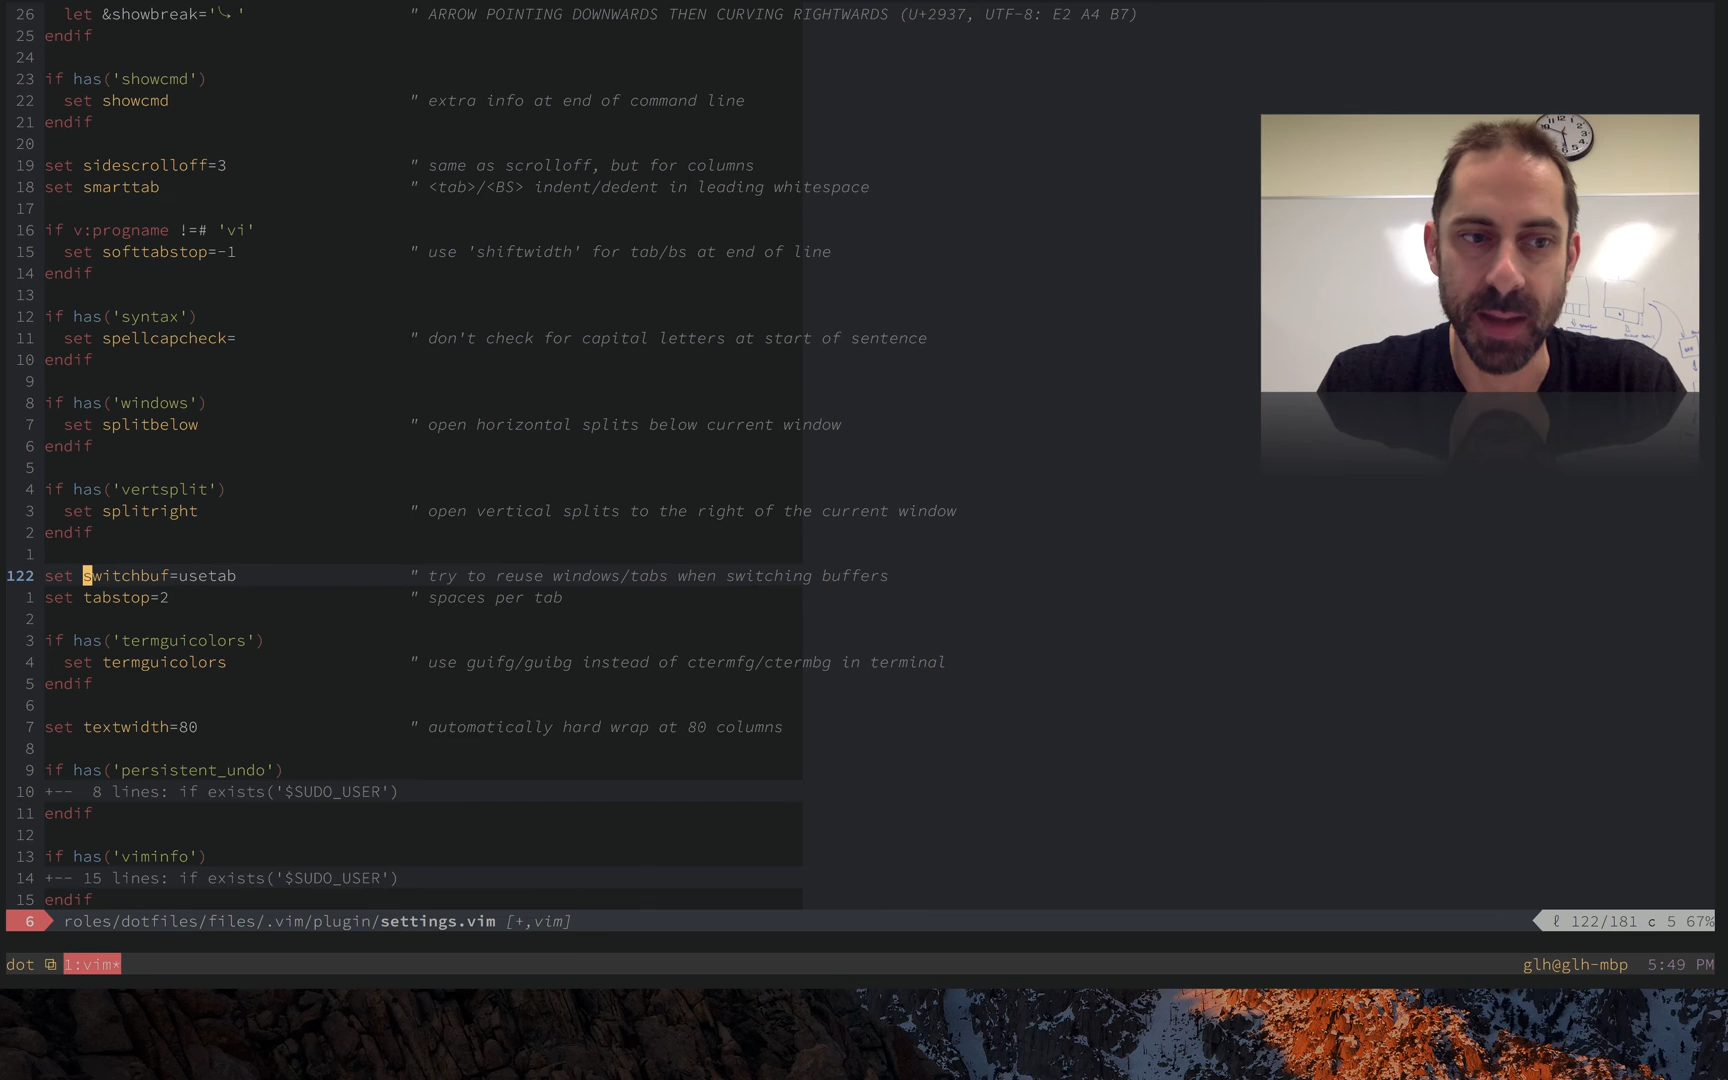 26   let &showbreak='⤷ '                  " ARROW POINTING DOWNWARDS THEN CURVING RIGHTWARDS (U+2937, UTF-8: E2 A4 B7)
25 endif
24
23 if has('showcmd')
22   set showcmd                          " extra info at end of command line
21 endif
20
19 set sidescrolloff=3                    " same as scrolloff, but for columns
18 set smarttab                           " <tab>/<BS> indent/dedent in leading whitespace
17
16 if v:progname !=# 'vi'
15   set softtabstop=-1                   " use 'shiftwidth' for tab/bs at end of line
14 endif
13
12 if has('syntax')
11   set spellcapcheck=                   " don't check for capital letters at start of sentence
10 endif
9
8 if has('windows')
7   set splitbelow                       " open horizontal splits below current window
6 endif
5
4 if has('vertsplit')
3   set splitright                       " open vertical splits to the right of the current window
2 endif
1
122 set switchbuf=usetab                   " try to reuse windows/tabs when switching buffers
1 set tabstop=2                          " spaces per tab
2
3 if has('termguicolors')
4   set termguicolors                    " use guifg/guibg instead of ctermfg/ctermbg in terminal
5 endif
6
7 set textwidth=80                       " automatically hard wrap at 80 columns
8
9 if has('persistent_undo')
10 +--  8 lines: if exists('$SUDO_USER')
11 endif
12
13 if has('viminfo')
14 +-- 15 lines: if exists('$SUDO_USER')
15 endif
6 roles/dotfiles/files/.vim/plugin/settings.vim [+,vim] ℓ 122/181 c 5 67%
dot ⧉ 1:vim* glh@glh-mbp 5:49 PM